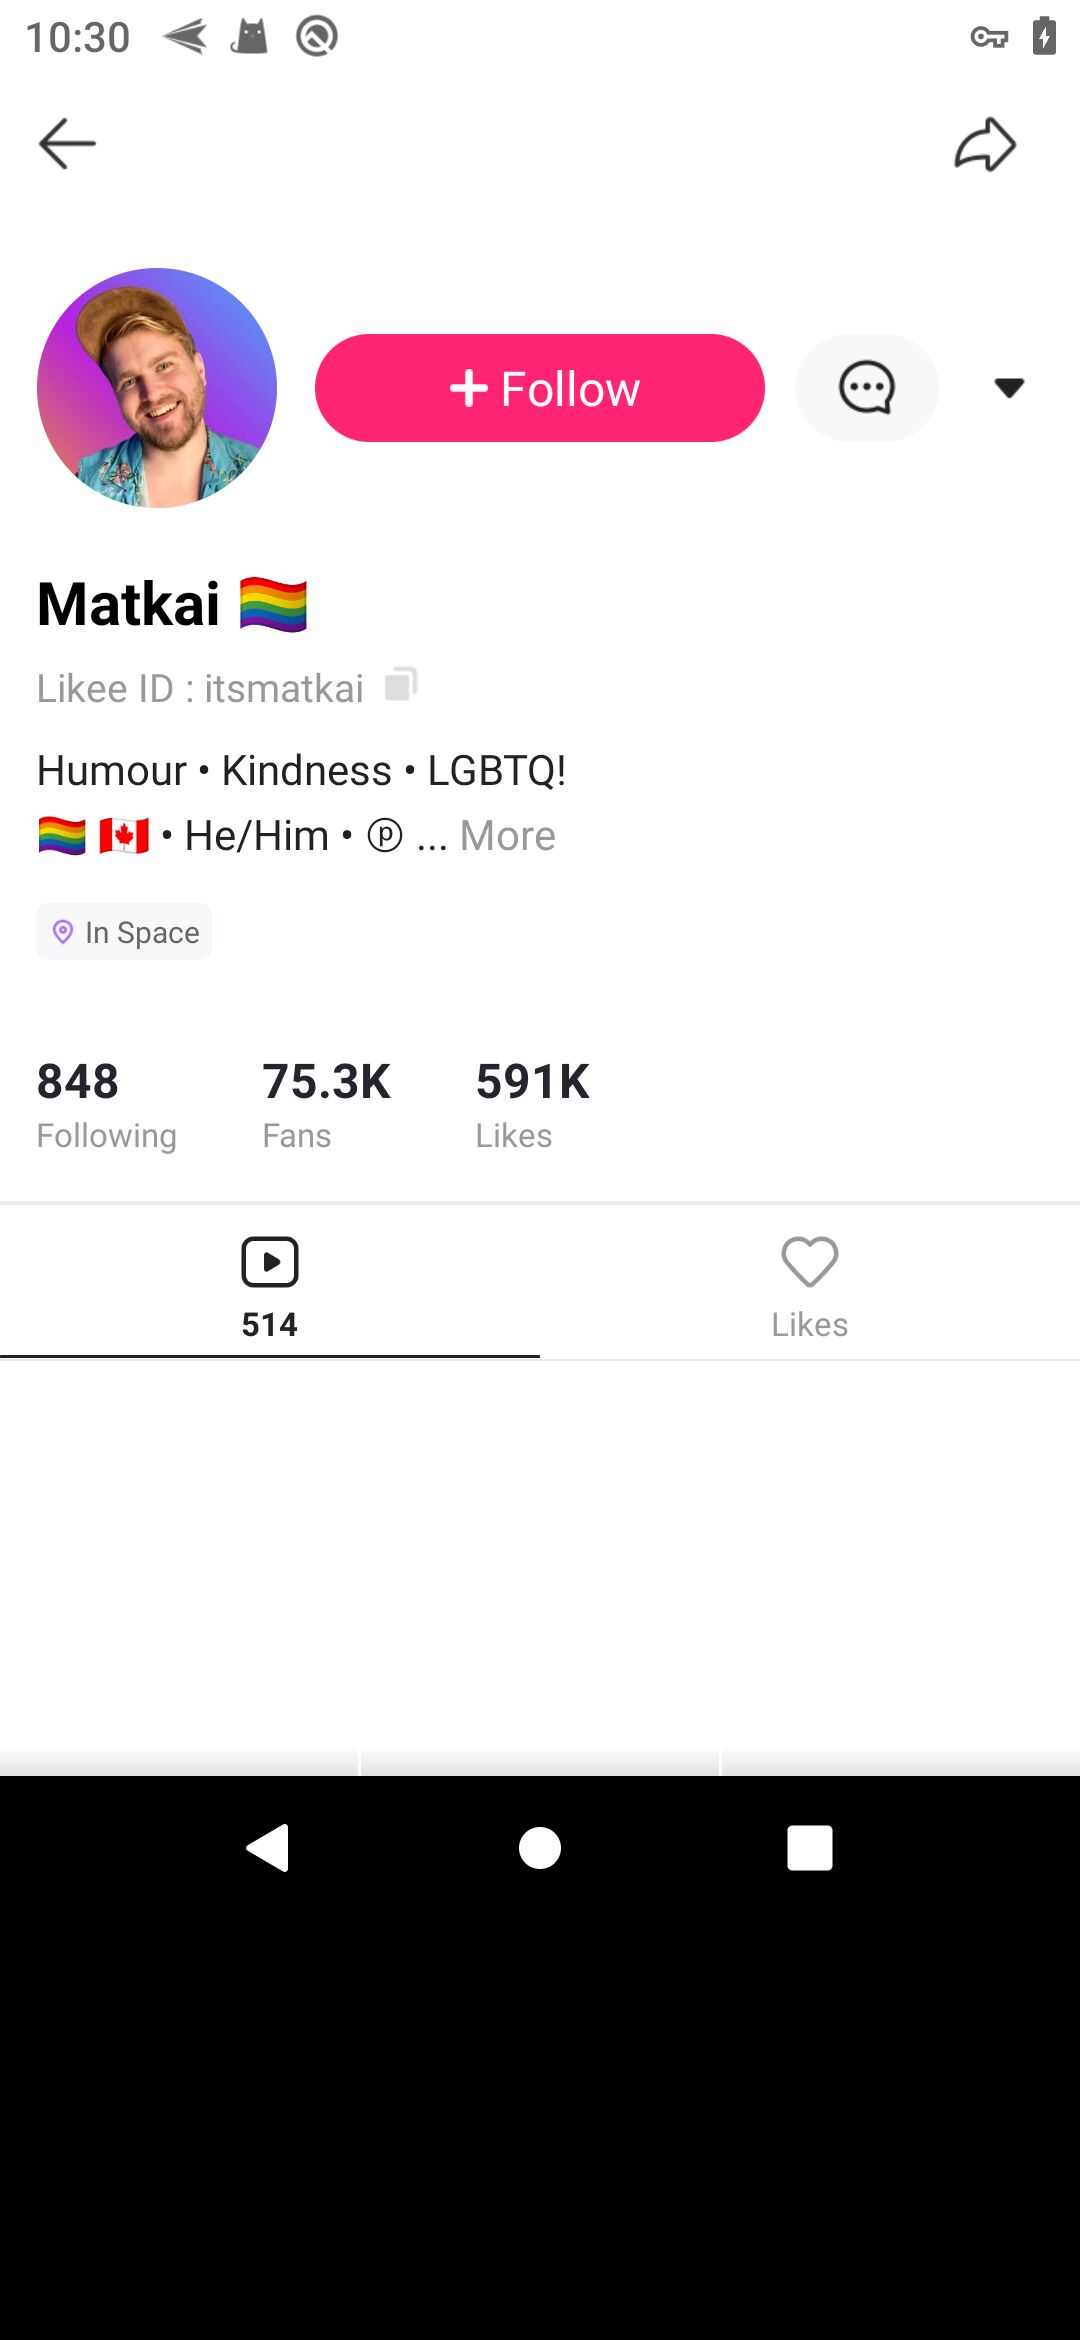 10:30
+ Follow
Matkai 🏳️‍🌈
Likee ID : itsmatkai
Humour • Kindness • LGBTQ!
🏳️‍🌈 🇨🇦 • He/Him • ⓟ ... More
In Space
848 75.3K 591K
Following Fans Likes
514 Likes